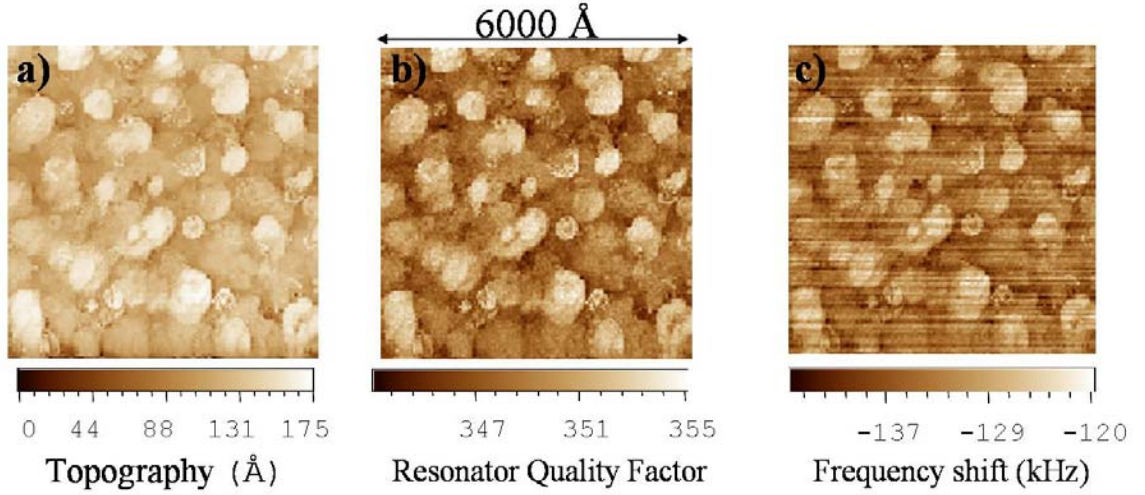 6000 Å
a)
b)
c)
0 44 88 131 175
347 351 355
-137 -129 -120
Topography (Å)
Resonator Quality Factor
Frequency shift (kHz)